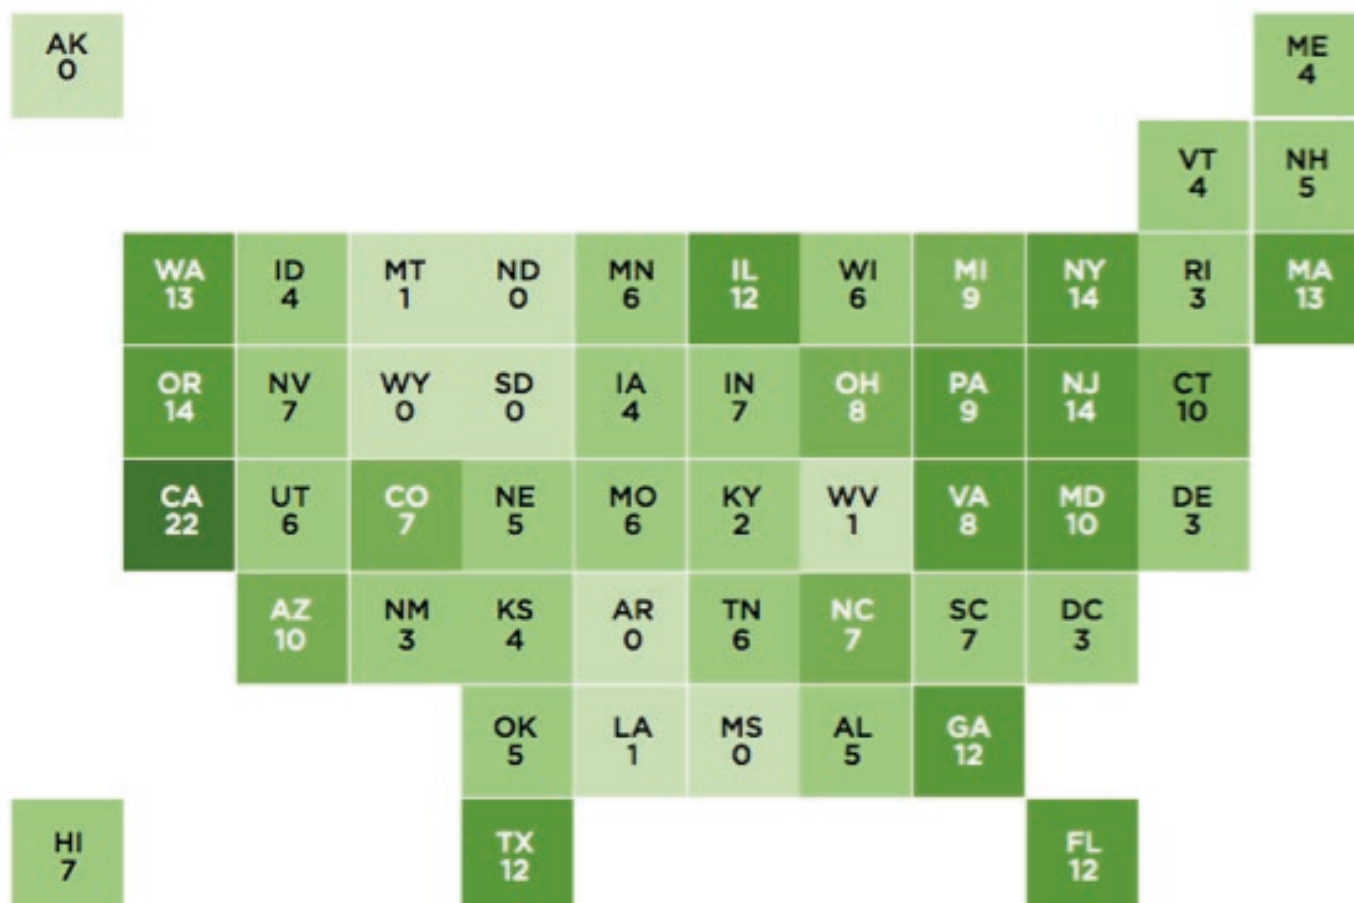 AK
0
ME
4
VT
4
NH
5
WA
13
ID
4
MT
1
ND
0
MN
6
IL
12
WI
6
MI
9
NY
14
RI
3
MA
13
OR
14
NV
7
WY
0
SD
0
IA
4
IN
7
OH
8
PA
9
NJ
14
CT
10
CA
22
UT
6
CO
7
NE
5
MO
6
KY
2
WV
1
VA
8
MD
10
DE
3
AZ
10
NM
3
KS
4
AR
0
TN
6
NC
7
SC
7
DC
3
OK
5
LA
1
MS
0
AL
5
GA
12
HI
7
TX
12
FL
12